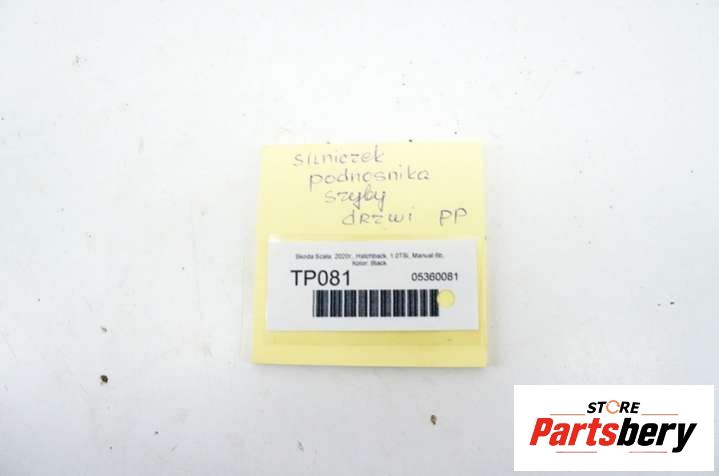 silniczek
podnosnika
szyby
drzwi PP
Skoda Scala, 2020r., Hatchback, 1.0TSi, Manual 6b,
Kolor: Black
TP081 05360081
STORE
Partsbery